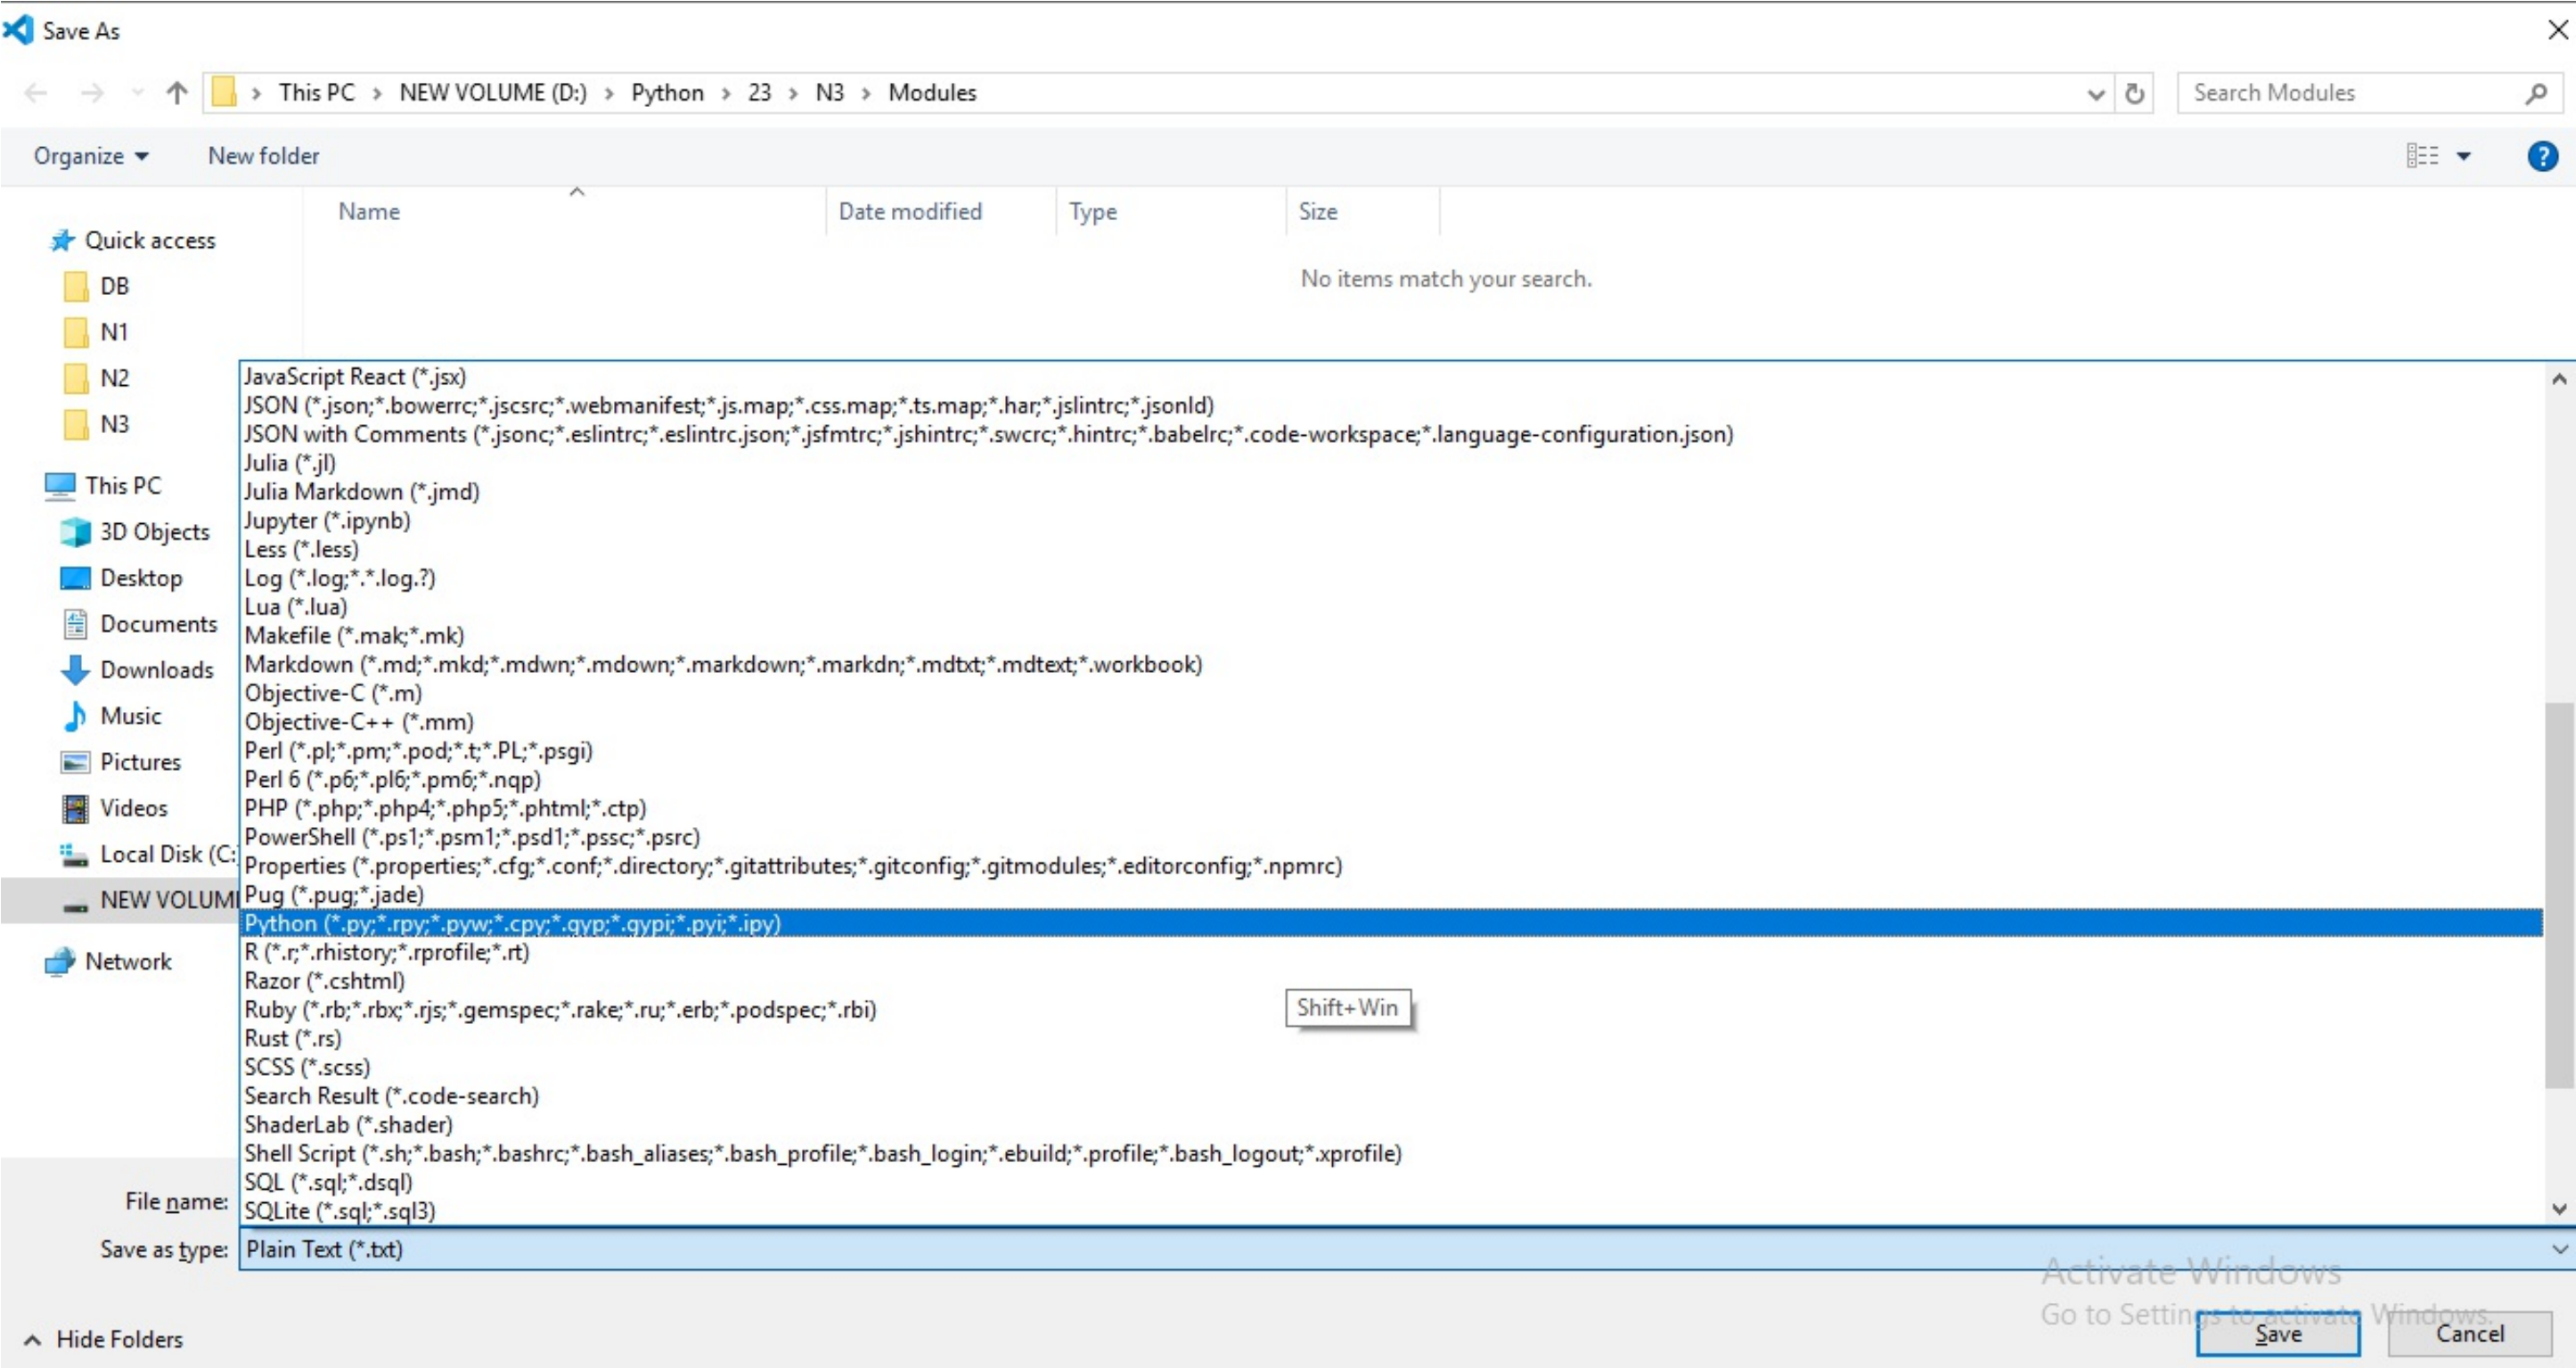 Save As
This PC > NEW VOLUME (D:) > Python > 23 > N3 > Modules
Search Modules
Organize
New folder
Name
Date modified
Type
Size
No items match your search.
Quick access
DB
N1
N2
N3
This PC
3D Objects
Desktop
Documents
Downloads
Music
Pictures
Videos
Local Disk (C:
NEW VOLUM
Network
JavaScript React (*.jsx)
JSON (*.json;*.bowerrc;*.jscsrc;*.webmanifest;*.js.map;*.css.map;*.ts.map;*.har;*.jslintrc;*.jsonld)
JSON with Comments (*.jsonc;*.eslintrc;*.eslintrc.json;*.jsfmtrc;*.jshintrc;*.swcrc;*.hintrc;*.babelrc;*.code-workspace;*.language-configuration.json)
Julia (*.jl)
Julia Markdown (*.jmd)
Jupyter (*.ipynb)
Less (*.less)
Log (*.log;*.*.log.?)
Lua (*.lua)
Makefile (*.mak;*.mk)
Markdown (*.md;*.mkd;*.mdwn;*.mdown;*.markdown;*.markdn;*.mdtxt;*.mdtext;*.workbook)
Objective-C (*.m)
Objective-C++ (*.mm)
Perl (*.pl;*.pm;*.pod;*.t;*.PL;*.psgi)
Perl 6 (*.p6;*.pl6;*.pm6;*.nqp)
PHP (*.php;*.php4;*.php5;*.phtml;*.ctp)
PowerShell (*.ps1;*.psm1;*.psd1;*.pssc;*.psrc)
Properties (*.properties;*.cfg;*.conf;*.directory;*.gitattributes;*.gitconfig;*.gitmodules;*.editorconfig;*.npmrc)
Pug (*.pug;*.jade)
Python (*.py;*.rpy;*.pyw;*.cpy;*.gyp;*.gypi;*.pyi;*.ipy)
R (*.r;*.rhistory;*.rprofile;*.rt)
Razor (*.cshtml)
Ruby (*.rb;*.rbx;*.rjs;*.gemspec;*.rake;*.ru;*.erb;*.podspec;*.rbi)
Rust (*.rs)
SCSS (*.scss)
Search Result (*.code-search)
ShaderLab (*.shader)
Shell Script (*.sh;*.bash;*.bashrc;*.bash_aliases;*.bash_profile;*.bash_login;*.ebuild;*.profile;*.bash_logout;*.xprofile)
SQL (*.sql;*.dsql)
SQLite (*.sql;*.sql3)
Shift+Win
File name:
Save as type: Plain Text (*.txt)
Activate Windows
Go to Settings to activate Windows.
Hide Folders
Save
Cancel